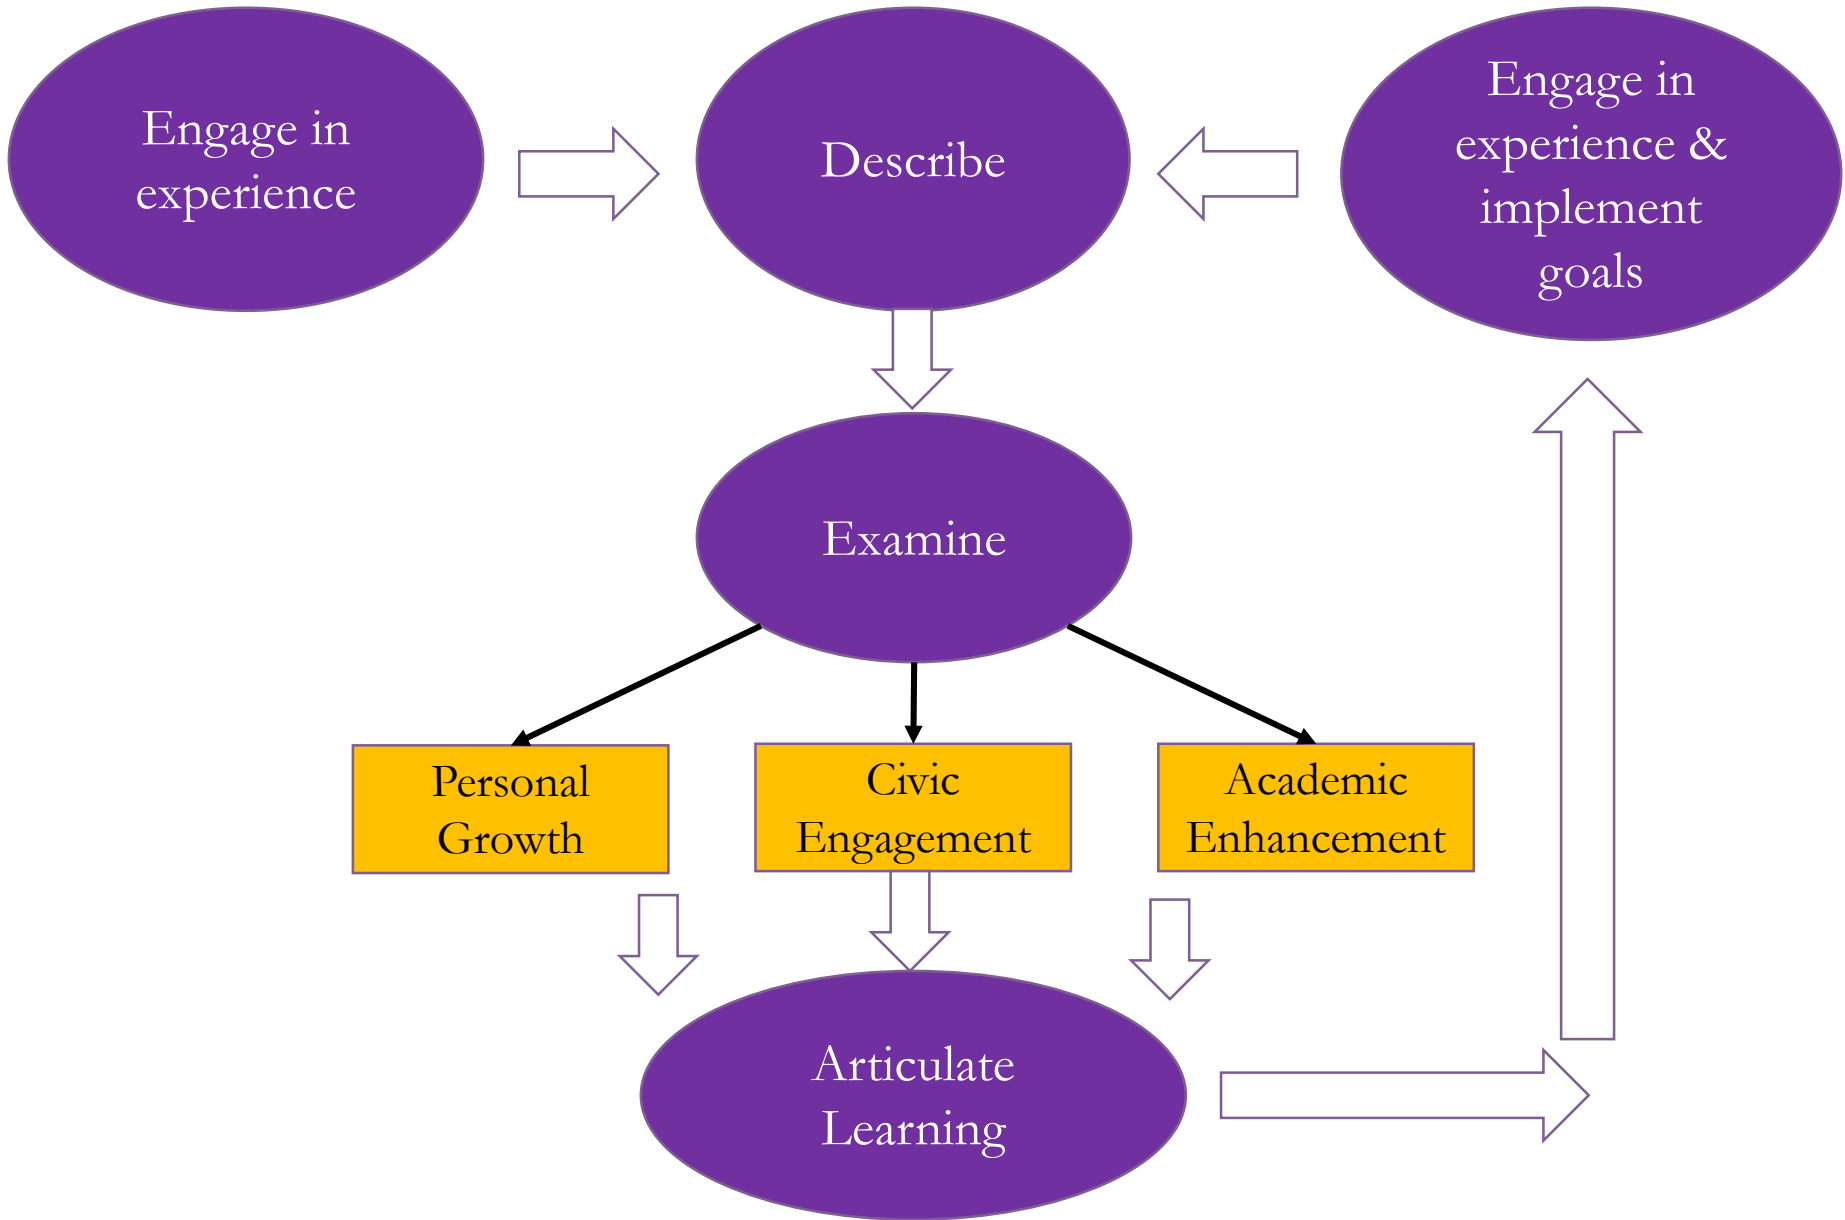 Engage in
experience
Describe
Engage in
experience &
implement
goals
Examine
Personal
Growth
Civic
Engagement
Academic
Enhancement
Articulate
Learning